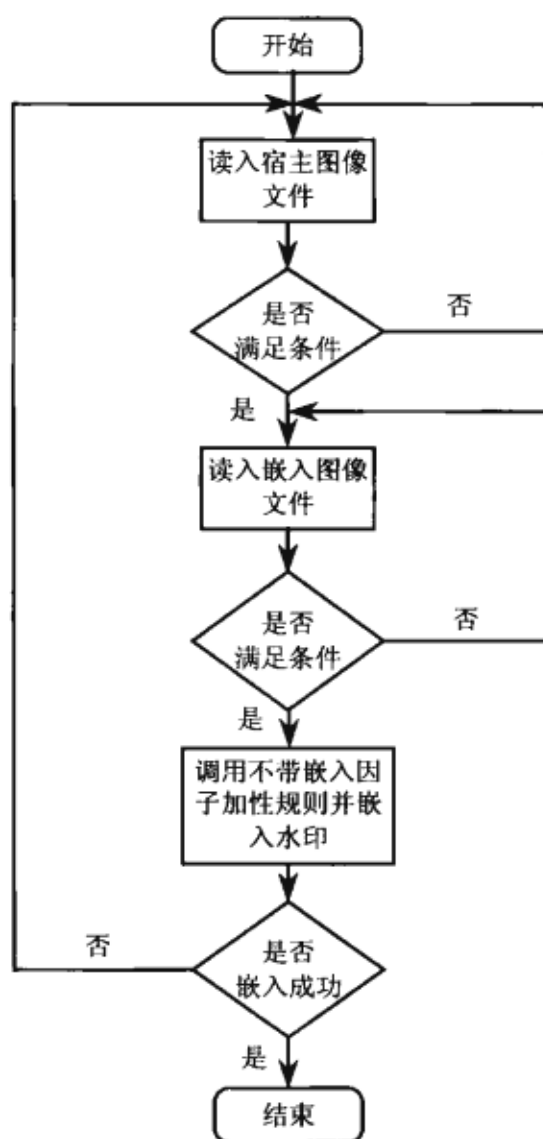 开始
读入宿主图像
文件
是否
满足条件
否
是
读入嵌入图像
文件
是否
满足条件
否
是
调用不带嵌入因
子加性规则并嵌
入水印
否
是否
嵌入成功
是
结束